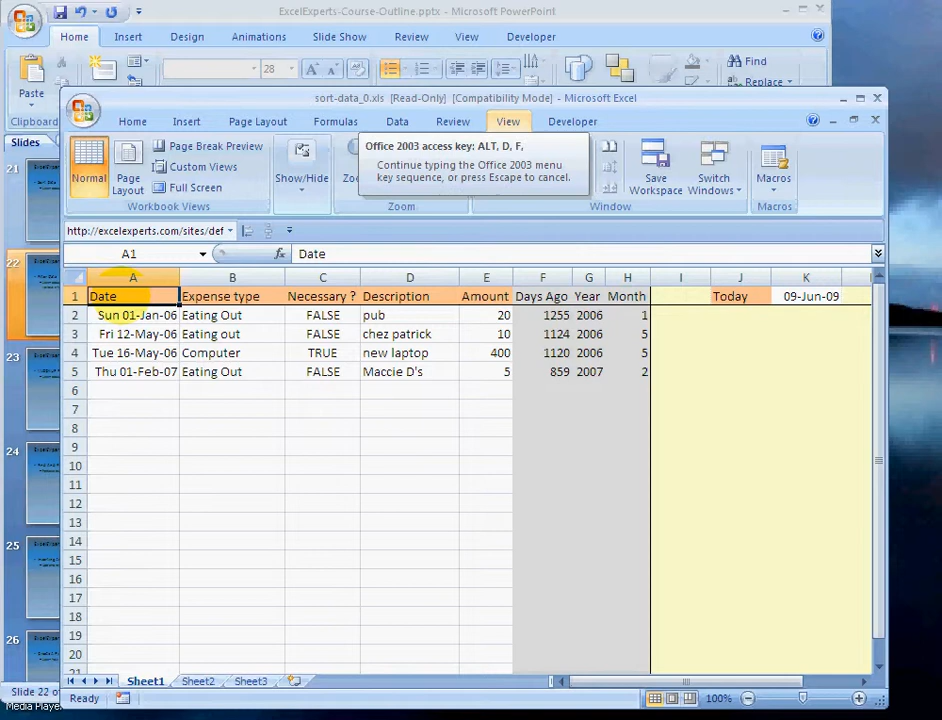 ExcelExperts-Course-Outline.pptx - Microsoft PowerPoint
Home Insert Design Slide Show Animations Review View Developer
28
Find
Paste
Replace
Clipboard
Slides
sort-data_0.xls [Read-Only] [Compatibility Mode] - Microsoft Excel
Home Insert Page Layout Formulas Data Review View Developer
Office 2003 access key: ALT, D, F,
Continue typing the Office 2003 menu
key sequence, or press Escape to cancel.
Normal
Page
Layout
Page Break Preview
Custom Views
Full Screen
Workbook Views
Show/Hide
Zoom
Save
Workspace
Switch
Windows
Window
Macros
Macros
http://excelexperts.com/sites/def
A1
fx
Date
A B C D E F G H I J K
1 Date Expense type Necessary ? Description Amount Days Ago Year Month Today 09-Jun-09
2 Sun 01-Jan-06 Eating Out FALSE pub 20 1255 2006 1
3 Fri 12-May-06 Eating out FALSE chez patrick 10 1124 2006 5
4 Tue 16-May-06 Computer TRUE new laptop 400 1120 2006 5
5 Thu 01-Feb-07 Eating Out FALSE Maccie D's 5 859 2007 2
6
7
8
9
10
11
12
13
14
15
16
17
18
19
20
21
21
22
23
24
25
26
Sheet1 Sheet2 Sheet3
Ready
100%
Slide 22 of
Media Playe